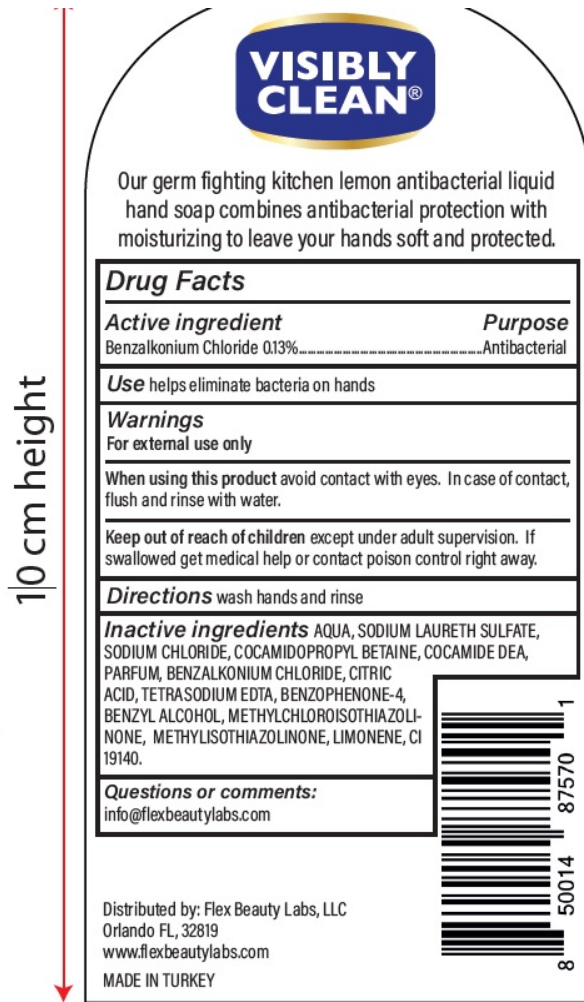 VISIBLY
CLEAN®
Our germ fighting kitchen lemon antibacterial liquid
hand soap combines antibacterial protection with
moisturizing to leave your hands soft and protected.
Drug Facts
Active ingredient Purpose
Benzalkonium Chloride 0.13%..........................................................Antibacterial
Use helps eliminate bacteria on hands
Warnings
For external use only
When using this product avoid contact with eyes. In case of contact,
flush and rinse with water.
Keep out of reach of children except under adult supervision. If
swallowed get medical help or contact poison control right away.
Directions wash hands and rinse
Inactive ingredients AQUA, SODIUM LAURETH SULFATE,
SODIUM CHLORIDE, COCAMIDOPROPYL BETAINE, COCAMIDE DEA,
PARFUM, BENZALKONIUM CHLORIDE, CITRIC
ACID, TETRASODIUM EDTA, BENZOPHENONE-4,
BENZYL ALCOHOL, METHYLCHLOROISOTHIAZOLI-
NONE, METHYLISOTHIAZOLINONE, LIMONENE, CI
19140.
Questions or comments:
info@flexbeautylabs.com
Distributed by: Flex Beauty Labs, LLC
Orlando FL, 32819
www.flexbeautylabs.com
MADE IN TURKEY
8 50014 87570 1
10 cm height